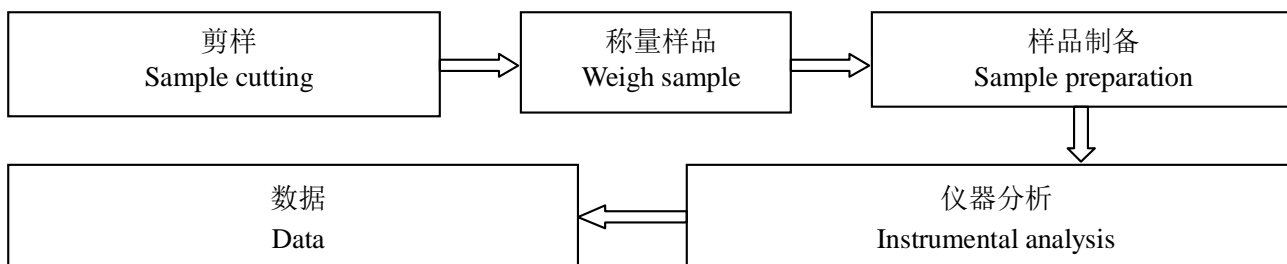 剪样
Sample cutting
称量样品
Weigh sample
样品制备
Sample preparation
仪器分析
Instrumental analysis
数据
Data